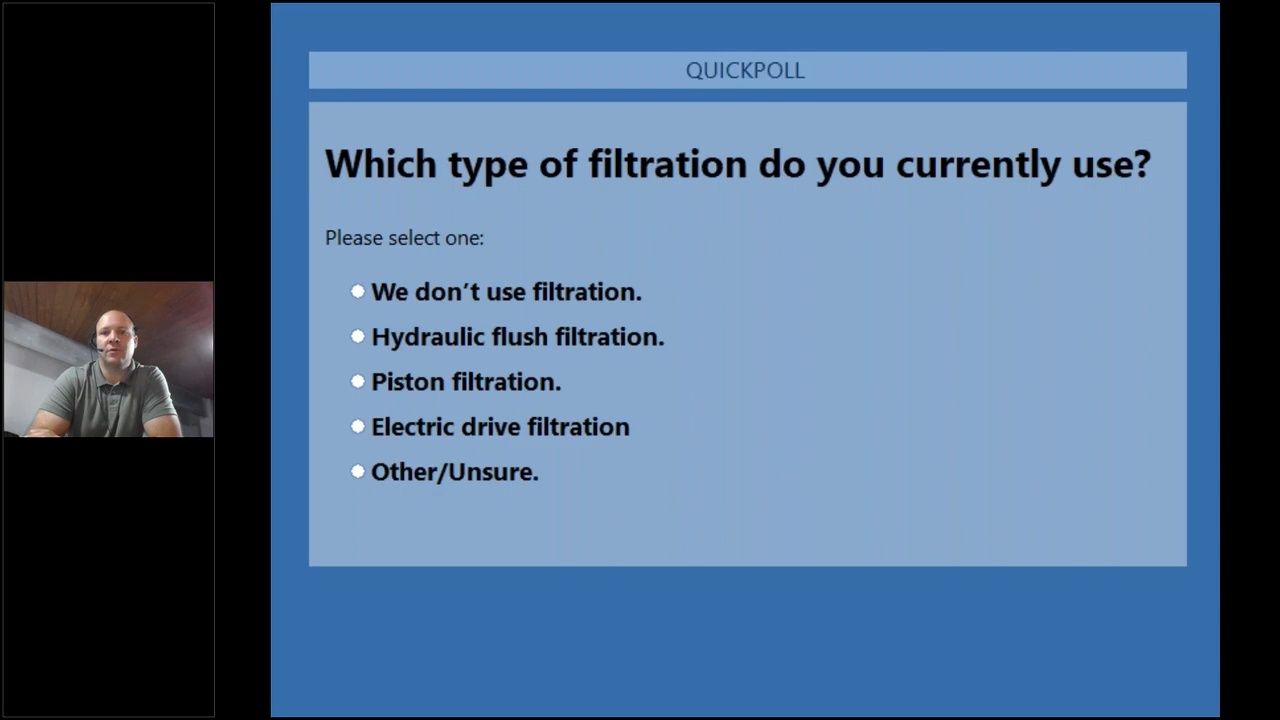 QUICKPOLL
Which type of filtration do you currently use?
Please select one:
We don’t use filtration.
Hydraulic flush filtration.
Piston filtration.
Electric drive filtration
Other/Unsure.